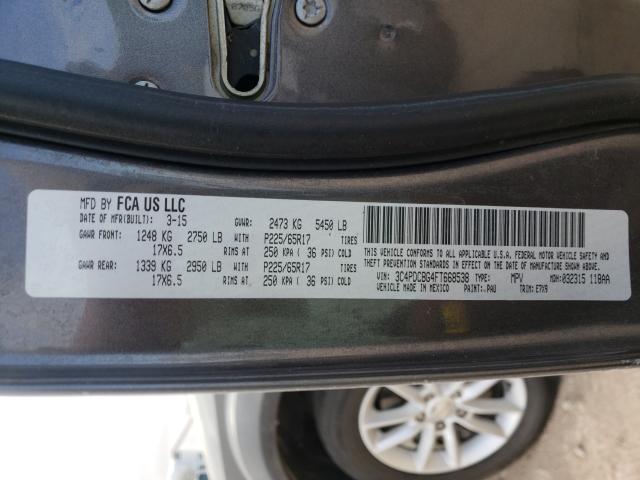 MFD BY FCA US LLC
DATE OF MFR(BUILT): 3-15 GVWR: 2473 KG 5450 LB
GAWR FRONT: 1248 KG 2750 LB WITH P225/65R17 TIRES
17X6.5 RIMS AT 250 KPA ( 36 PSI) COLD
GAWR REAR: 1339 KG 2950 LB WITH P225/65R17 TIRES
17X6.5 RIMS AT 250 KPA ( 36 PSI) COLD
THIS VEHICLE CONFORMS TO ALL APPLICABLE U.S.A. FEDERAL MOTOR VEHICLE SAFETY AND
THEFT PREVENTION STANDARDS IN EFFECT ON THE DATE OF MANUFACTURE SHOWN ABOVE.
VIN: 3C4PDCBG4FT668538 TYPE: MPV MDH: 032315 118AA
VEHICLE MADE IN MEXICO PAINT: PAU TRIM: E7X9